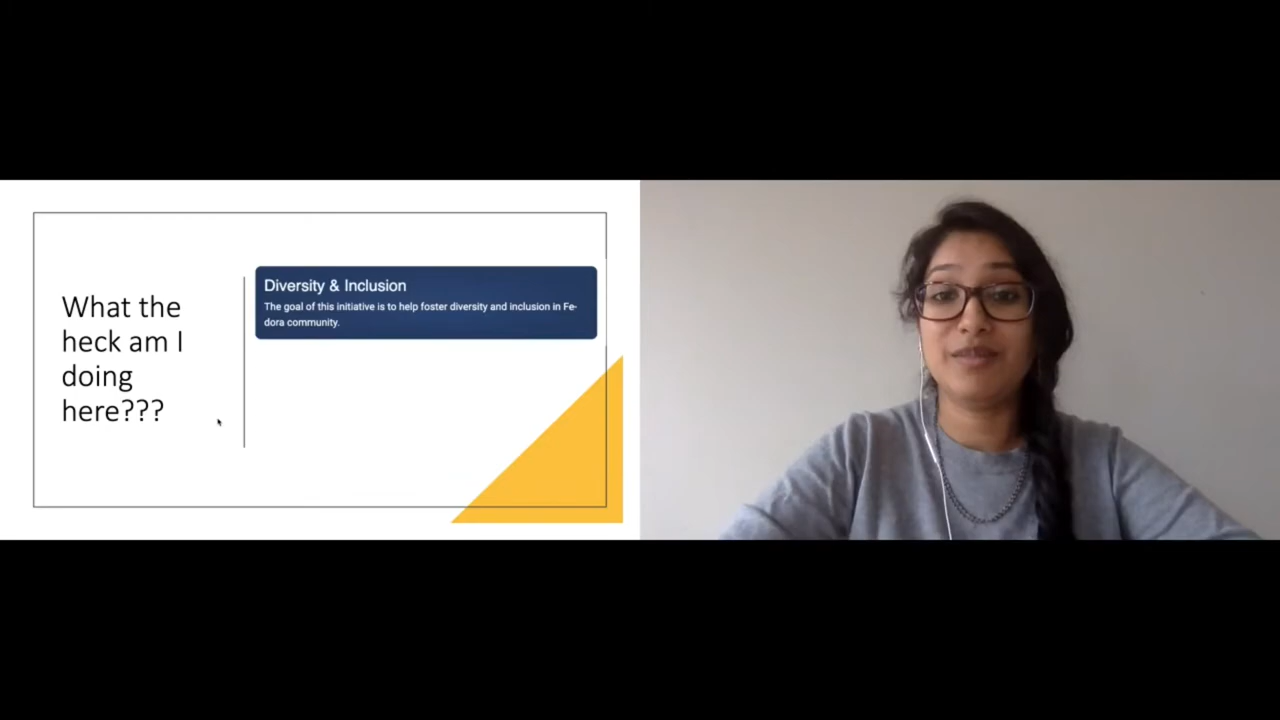 What the
heck am I
doing
here???
Diversity & Inclusion
The goal of this initiative is to help foster diversity and inclusion in Fe-
dora community.